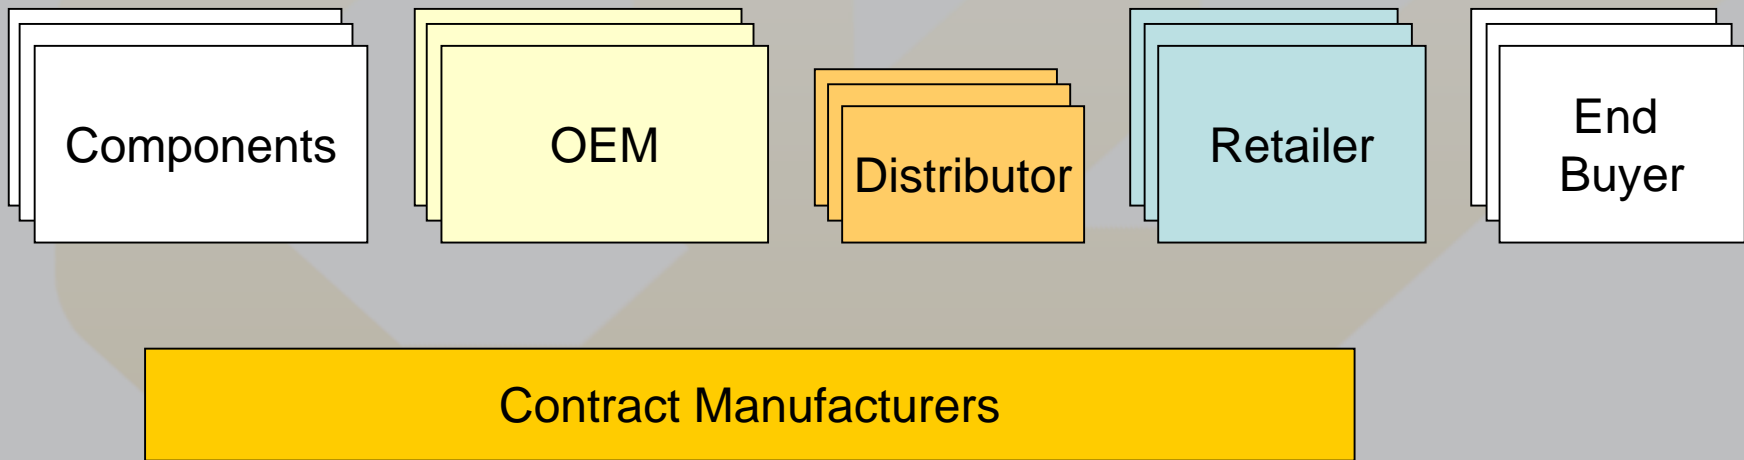 Components
OEM
Distributor
Retailer
End
Buyer
Contract Manufacturers